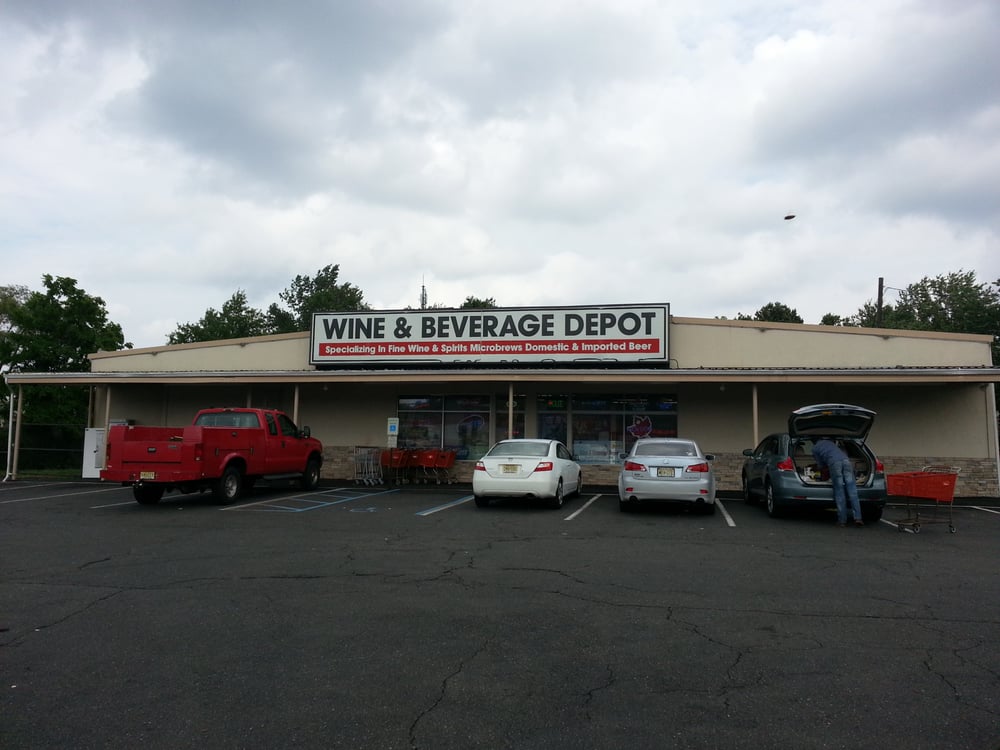 WINE & BEVERAGE DEPOT
Specializing In Fine Wine & Spirits Microbrews Domestic & Imported Beer